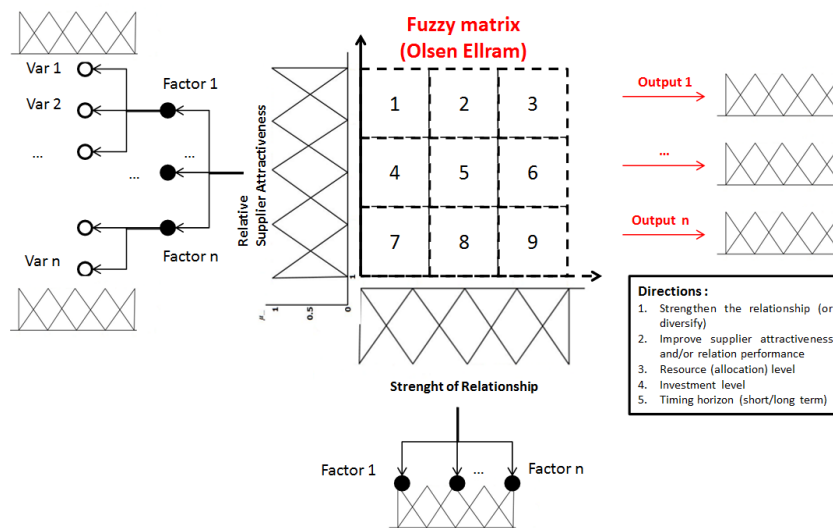 Fuzzy matrix
(Olsen Ellram)
Var 1
Var 2
...
Var n
Factor 1
...
...
Factor n
Relative
Supplier Attractiveness
1
0.5
0
1
1 2 3
4 5 6
7 8 9
Output 1
...
Output n
Directions :
1. Strengthen the relationship (or
diversify)
2. Improve supplier attractiveness
and/or relation performance
3. Resource (allocation) level
4. Investment level
5. Timing horizon (short/long term)
Strenght of Relationship
Factor 1
...
Factor n